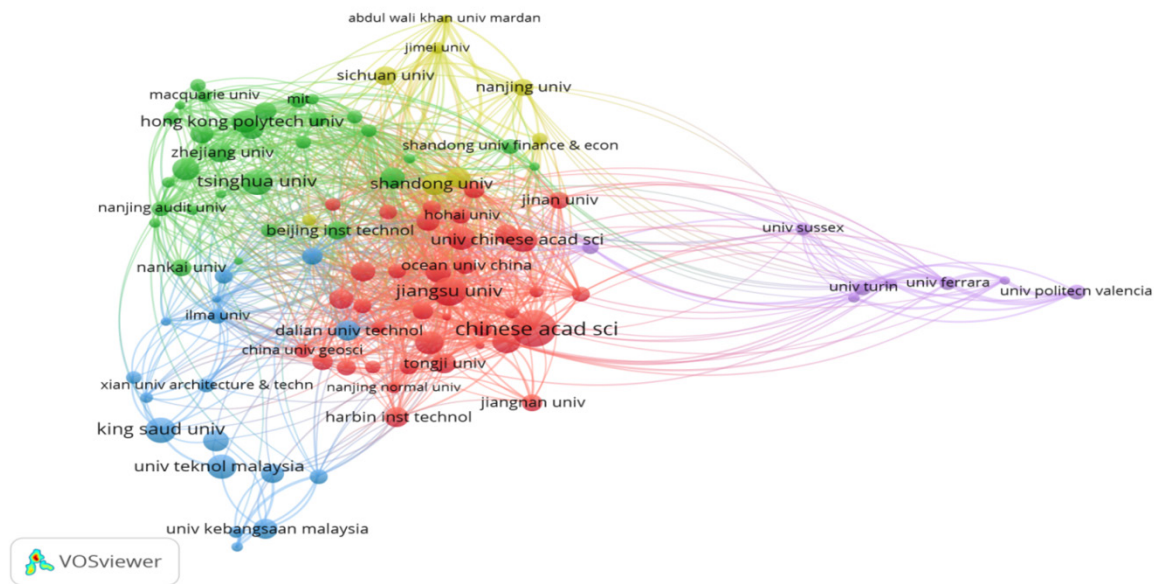 abdul wali khan univ mardan
jimei univ
sichuan univ
nanjing univ
macquarie univ
mit
hong kong polytech univ
shandong univ finance & econ
zhejiang univ
tsinghua univ
shandong univ
jinan univ
nanjing audit univ
hohai univ
beijing inst technol
univ chinese acad sci
univ sussex
nankai univ
ocean univ china
jiangsu univ
univ turin
univ ferrara
univ politecn valencia
ilma univ
dalian univ technol
chinese acad sci
china univ geosci
tongji univ
xian univ architecture & techn
nanjing normal univ
jiangnan univ
harbin inst technol
king saud univ
univ teknol malaysia
univ kebangsaan malaysia
VOSviewer